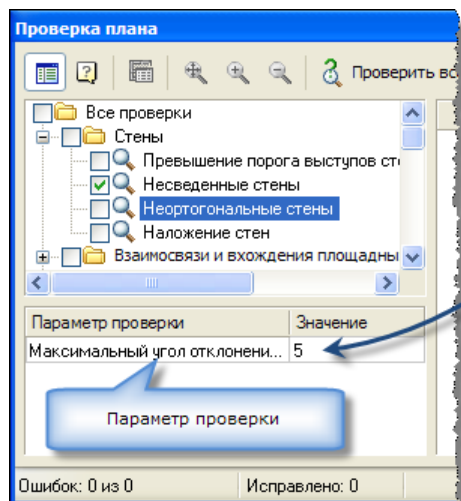 Проверка плана
Проверить вс
Все проверки
Стены
Превышение порога выступов сте
Несведенные стены
Неортогональные стены
Наложение стен
Взаимосвязи и вхождения площадны
Параметр проверки Значение
Максимальный угол отклонени... 5
Параметр проверки
Ошибок: 0 из 0 Исправлено: 0